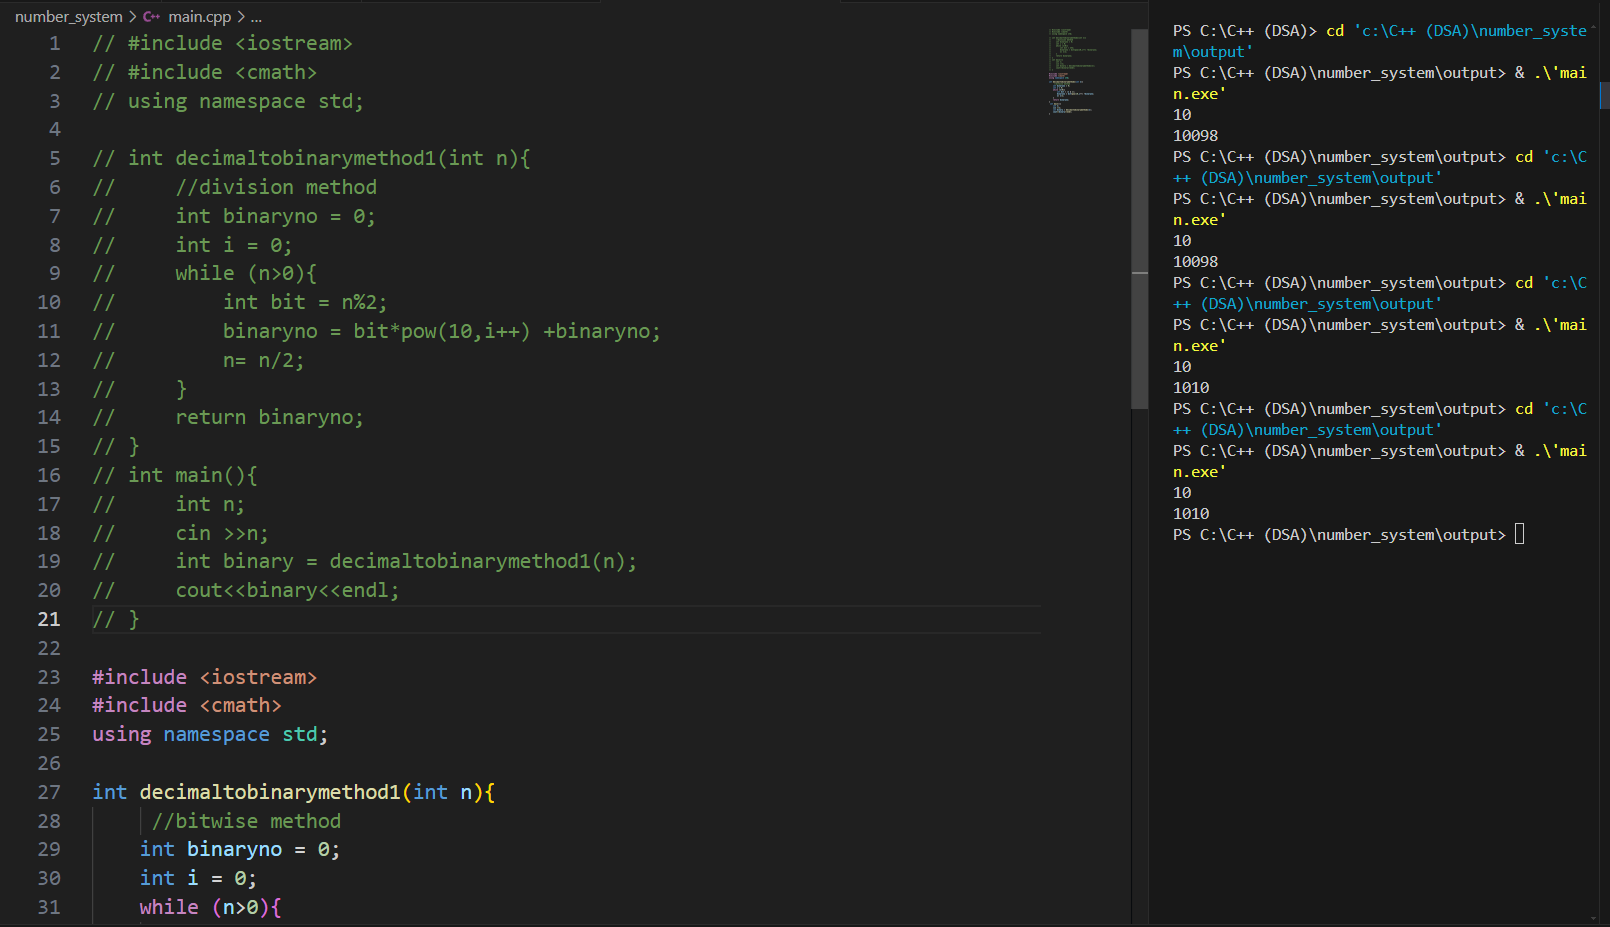 number_system > main.cpp > ...
1 // #include <iostream>
2 // #include <cmath>
3 // using namespace std;
4
5 // int decimaltobinarymethod1(int n){
6 //     //division method
7 //     int binaryno = 0;
8 //     int i = 0;
9 //     while (n>0){
10 //         int bit = n%2;
11 //         binaryno = bit*pow(10,i++) +binaryno;
12 //         n= n/2;
13 //     }
14 //     return binaryno;
15 // }
16 // int main(){
17 //     int n;
18 //     cin >>n;
19 //     int binary = decimaltobinarymethod1(n);
20 //     cout<<binary<<endl;
21 // }
22
23 #include <iostream>
24 #include <cmath>
25 using namespace std;
26
27 int decimaltobinarymethod1(int n){
28      //bitwise method
29     int binaryno = 0;
30     int i = 0;
31     while (n>0){
PS C:\C++ (DSA)> cd 'c:\C++ (DSA)\number_syste
m\output'
PS C:\C++ (DSA)\number_system\output> & .\'mai
n.exe'
10
10098
PS C:\C++ (DSA)\number_system\output> cd 'c:\C
++ (DSA)\number_system\output'
PS C:\C++ (DSA)\number_system\output> & .\'mai
n.exe'
10
10098
PS C:\C++ (DSA)\number_system\output> cd 'c:\C
++ (DSA)\number_system\output'
PS C:\C++ (DSA)\number_system\output> & .\'mai
n.exe'
10
1010
PS C:\C++ (DSA)\number_system\output> cd 'c:\C
++ (DSA)\number_system\output'
PS C:\C++ (DSA)\number_system\output> & .\'mai
n.exe'
10
1010
PS C:\C++ (DSA)\number_system\output>